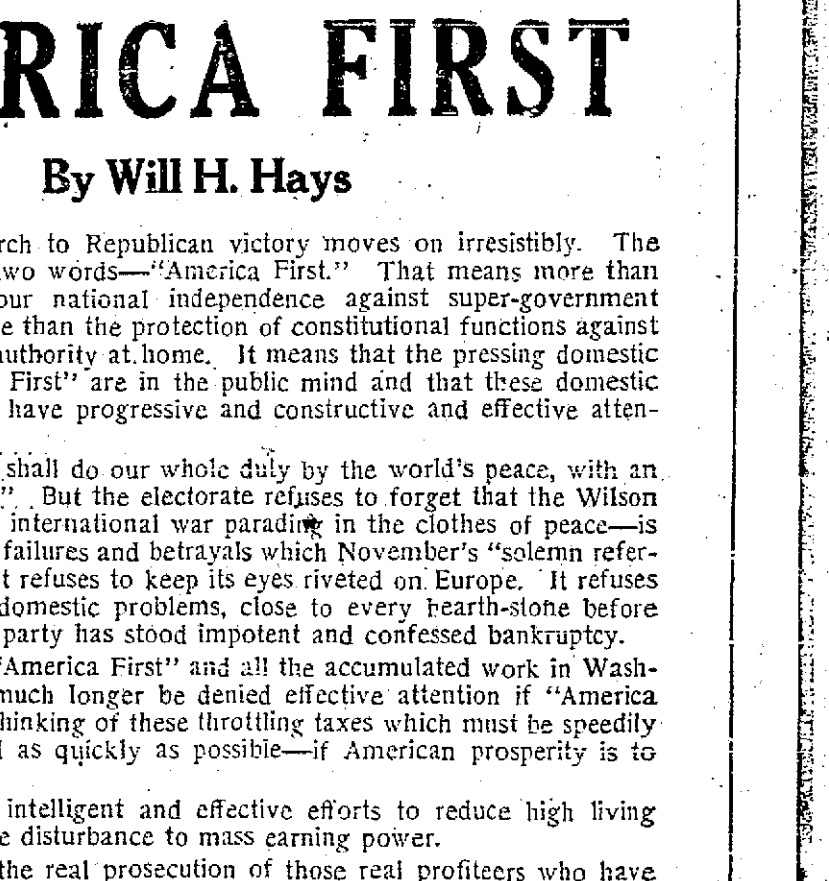 RICA FIRST
By Will H. Hays
rch to Republican victory moves on irresistibly. The
two words—"America First." That means more than
our national independence against super-government
e than the protection of constitutional functions against
authority at home. It means that the pressing domestic
First" are in the public mind and that these domestic
have progressive and constructive and effective atten-
shall do our whole duty by the world's peace, with an
" But the electorate refuses to forget that the Wilson
international war parading in the clothes of peace—is
failures and betrayals which November's "solemn refer-
t refuses to keep its eyes riveted on Europe. It refuses
domestic problems, close to every hearth-stone before
party has stood impotent and confessed bankruptcy.
"America First" and all the accumulated work in Wash-
much longer be denied effective attention if "America
hinking of these throttling taxes which must be speedily
as quickly as possible—if American prosperity is to
intelligent and effective efforts to reduce high living
e disturbance to mass earning power.
the real prosecution of those real profiteers who have